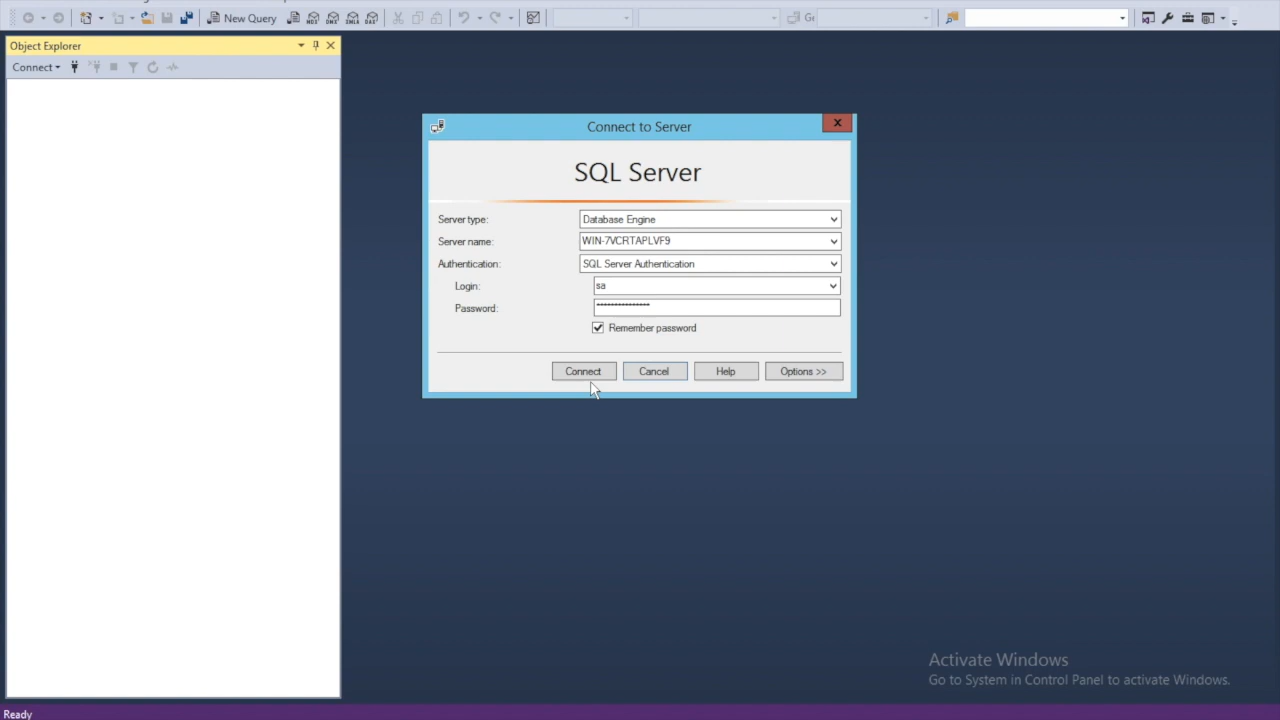 New Query
Object Explorer
Connect
Connect to Server
X
SQL Server
Server type:
Database Engine
Server name:
WIN-7VCRTAPLVF9
Authentication:
SQL Server Authentication
Login:
sa
Password:
***************
Remember password
Connect
Cancel
Help
Options >>
Activate Windows
Go to System in Control Panel to activate Windows.
Ready